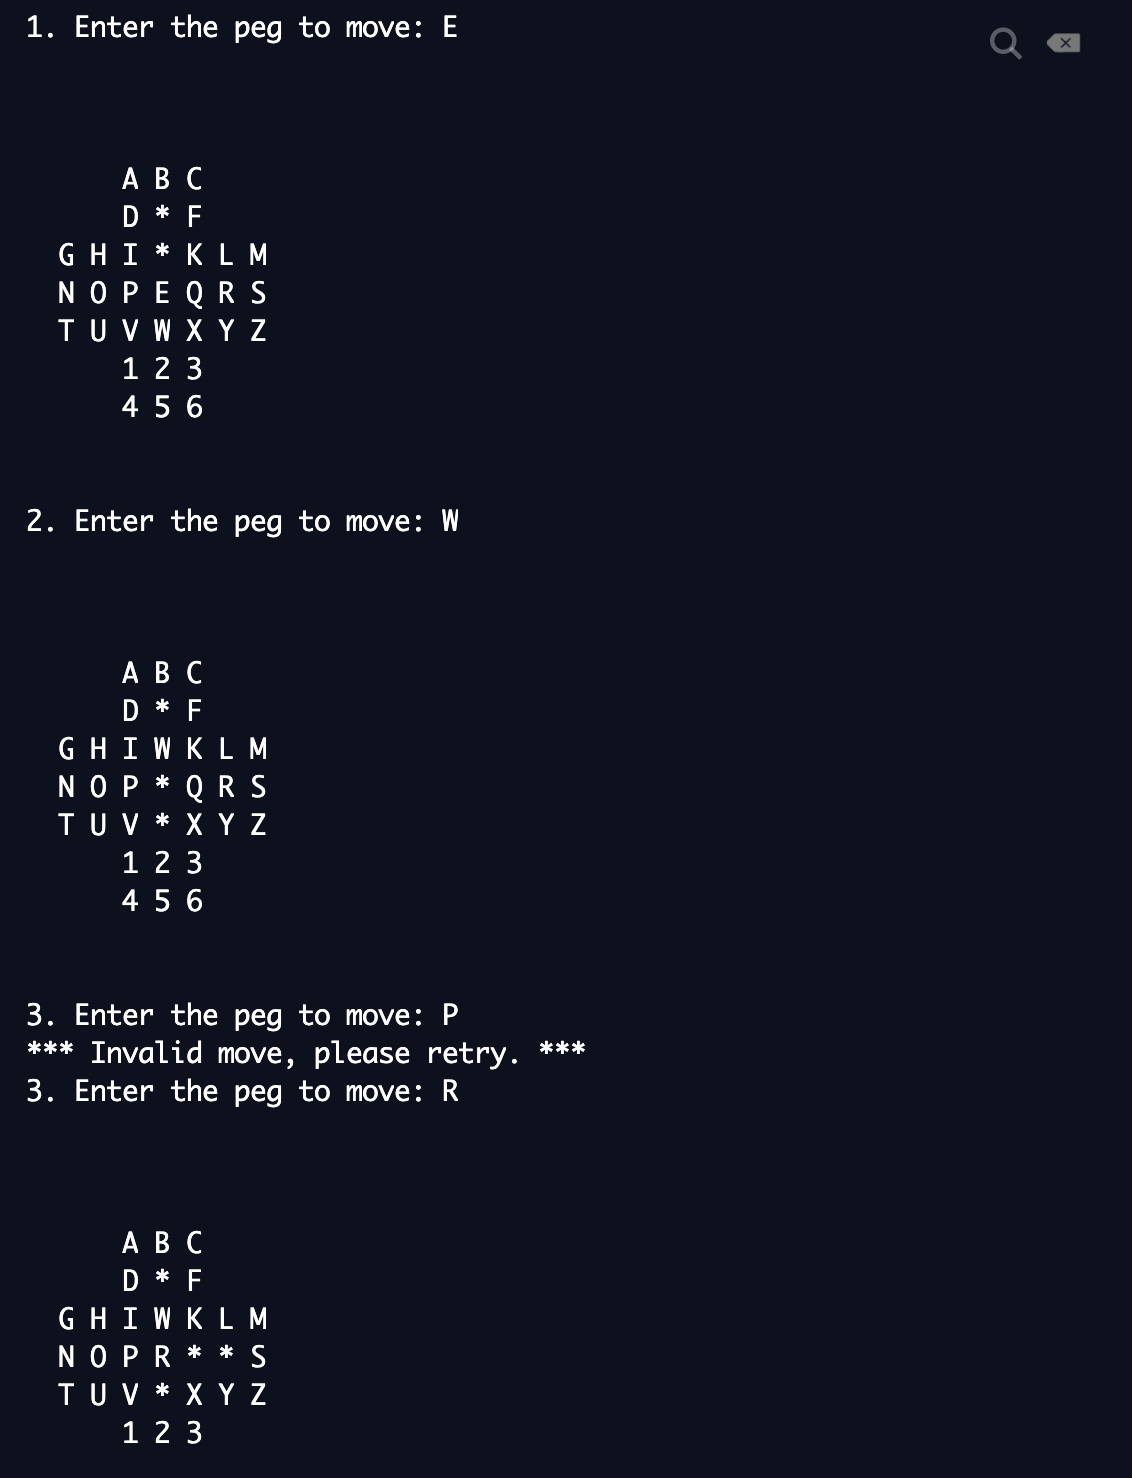 1. Enter the peg to move: E
A B C
D * F
G H I * K L M
N O P E Q R S
T U V W X Y Z
1 2 3
4 5 6
2. Enter the peg to move: W
A B C
D * F
G H I W K L M
N O P * Q R S
T U V * X Y Z
1 2 3
4 5 6
3. Enter the peg to move: P
*** Invalid move, please retry. ***
3. Enter the peg to move: R
A B C
D * F
G H I W K L M
N O P R * * S
T U V * X Y Z
1 2 3